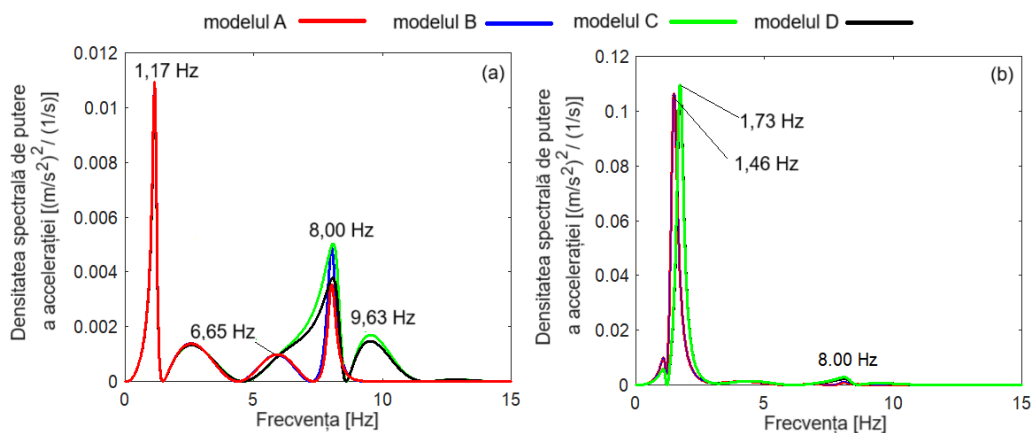 modelul A modelul B modelul C modelul D
(a)
Densitatea spectrală de putere
a accelerației [(m/s²)²/ (1/s)
0.012
0.010
0.008
0.006
0.004
0.002
0
1,17 Hz
6,65 Hz
8,00 Hz
9,63 Hz
0 5 10 15
Frecvența [Hz]
(b)
Densitatea spectrală de putere
a accelerației [(m/s²)²/ (1/s)
0.12
0.1
0.08
0.06
0.04
0.02
0
1,73 Hz
1,46 Hz
8.00 Hz
0 5 10 15
Frecvența [Hz]